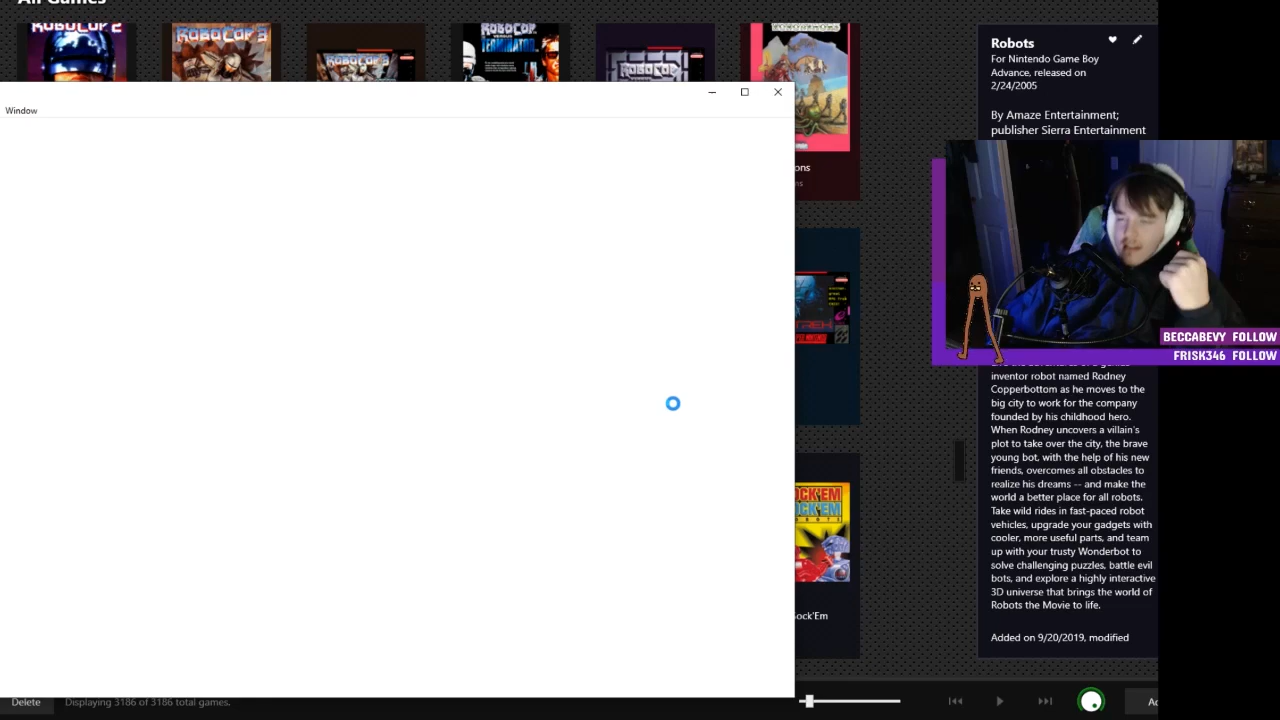 All Games
ROBOCOP 2
ROBOCOP 3
ROBOCOP 3
ROBOCOP
VERSUS
Robots
For Nintendo Game Boy
Advance, released on
2/24/2005
By Amaze Entertainment;
publisher Sierra Entertainment
Window
ons
ns
BECCABEVY FOLLOW
FRISK346 FOLLOW
inventor robot named Rodney
Copperbottom as he moves to the
big city to work for the company
founded by his childhood hero.
When Rodney uncovers a villain's
plot to take over the city, the brave
young bot, with the help of his new
friends, overcomes all obstacles to
realize his dreams -- and make the
world a better place for all robots.
Take wild rides in fast-paced robot
vehicles, upgrade your gadgets with
cooler, more useful parts, and team
up with your trusty Wonderbot to
solve challenging puzzles, battle evil
bots, and explore a highly interactive
3D universe that brings the world of
Robots the Movie to life.
OCK'EM
OCK'EM
ock'Em
Added on 9/20/2019, modified
Delete
Displaying 3186 of 3186 total games.
Ad